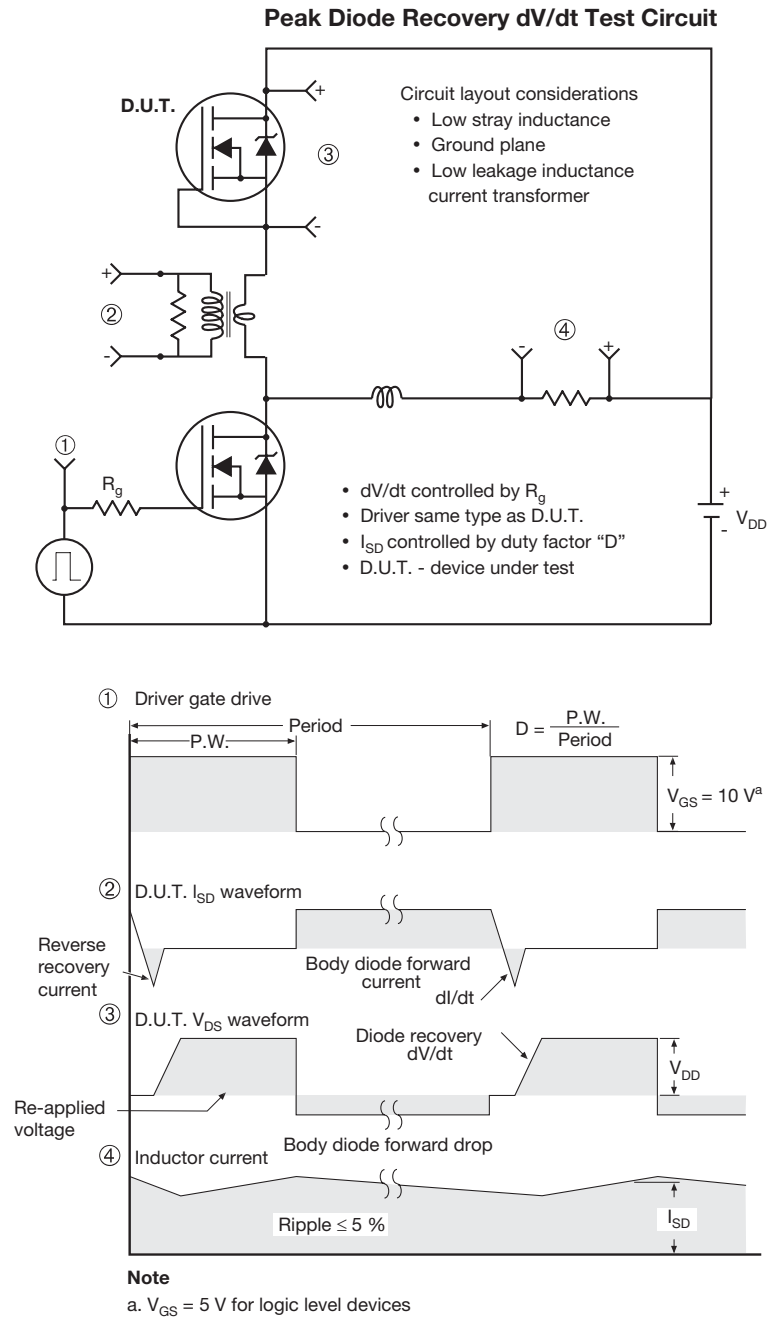 Peak Diode Recovery dV/dt Test Circuit
D.U.T.
+
Circuit layout considerations
• Low stray inductance
• Ground plane
• Low leakage inductance
current transformer
③
-
+
②
-
④
-
+
①
Rg
• dV/dt controlled by Rg
• Driver same type as D.U.T.
• ISD controlled by duty factor “D”
• D.U.T. - device under test
+
VDD
-
① Driver gate drive
Period
P.W.
D = P.W.
Period
VGS = 10 Va
② D.U.T. ISD waveform
Reverse
recovery
current
Body diode forward
current
dI/dt
③ D.U.T. VDS waveform
Diode recovery
dV/dt
VDD
Re-applied
voltage
Body diode forward drop
④ Inductor current
Ripple ≤ 5 %
ISD
Note
a. VGS = 5 V for logic level devices